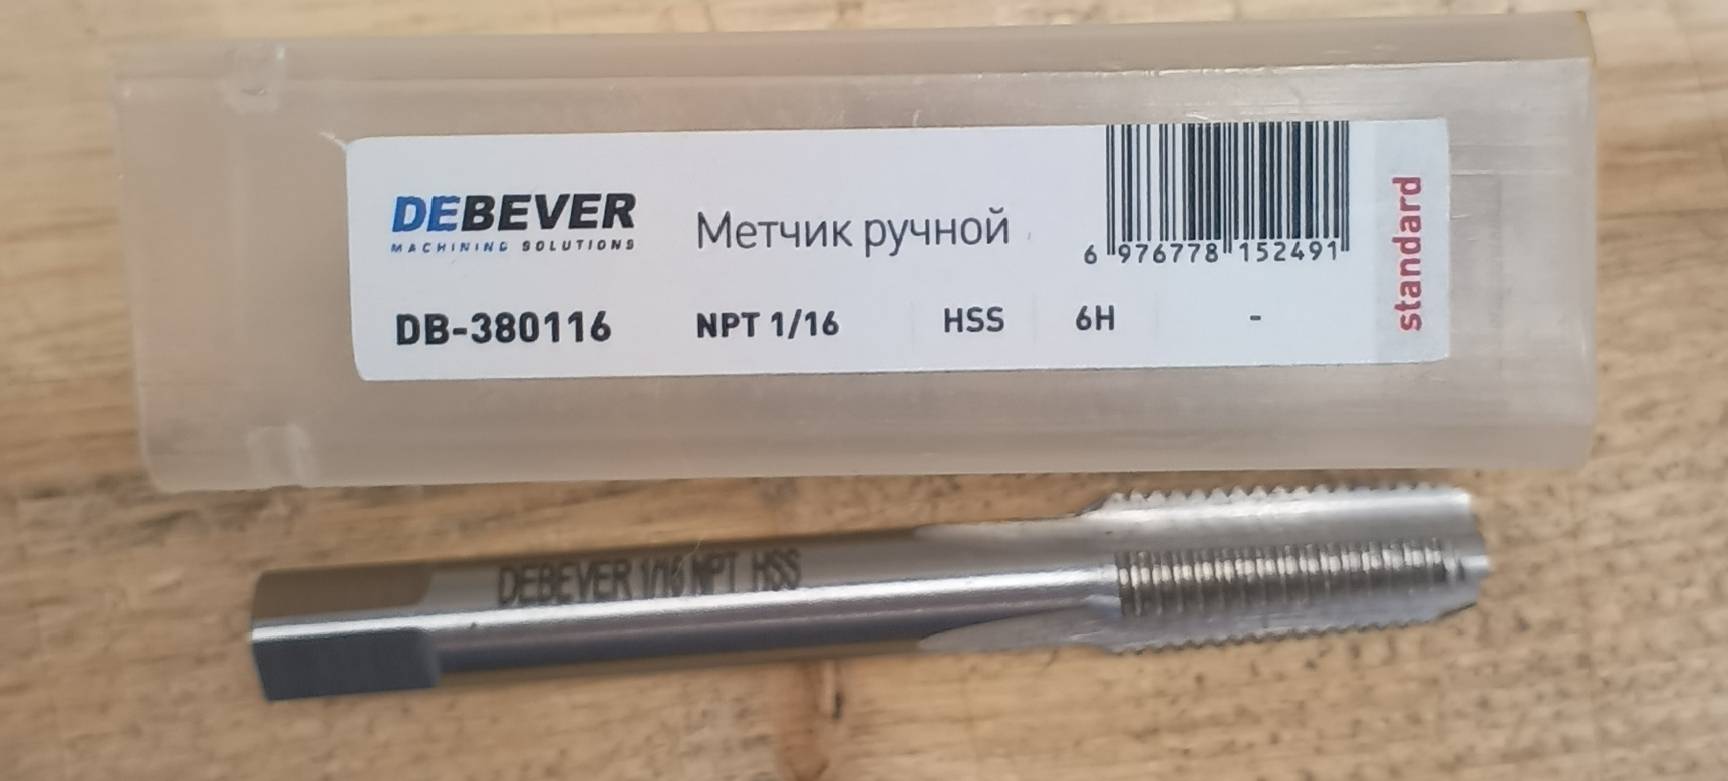 DEBEVER
MACHINING SOLUTIONS
Метчик ручной
6 976778 152491
standard
DB-380116 NPT 1/16 HSS 6H -
DEBEVER 1/16 NPT HSS